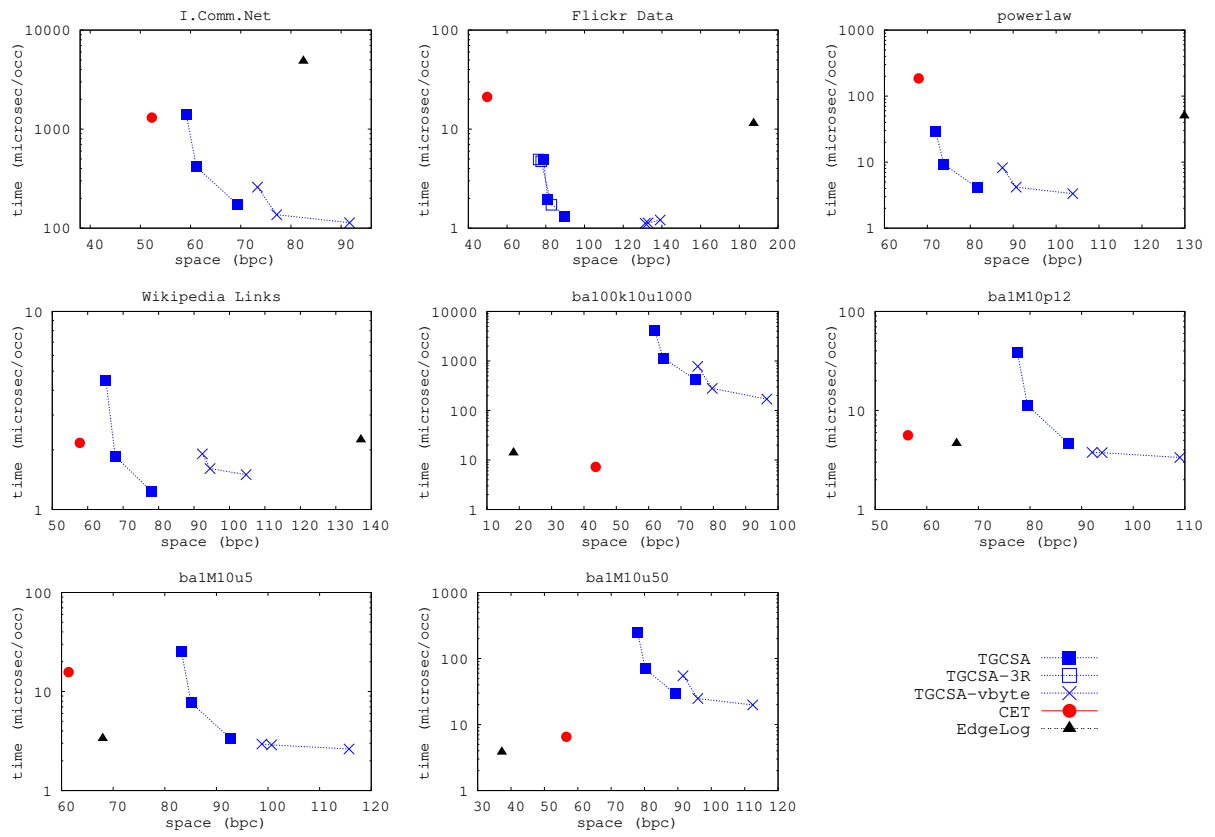 I.Comm.Net
10000
1000
100
time (microsec/occ)
40 50 60 70 80 90
space (bpc)
Flickr Data
100
10
1
time (microsec/occ)
40 60 80 100 120 140 160 180 200
space (bpc)
powerlaw
1000
100
10
1
time (microsec/occ)
60 70 80 90 100 110 120 130
space (bpc)
Wikipedia Links
10
1
time (microsec/occ)
50 60 70 80 90 100 110 120 130 140
space (bpc)
ba100k10u1000
10000
1000
100
10
1
time (microsec/occ)
10 20 30 40 50 60 70 80 90 100
space (bpc)
ba1M10p12
100
10
1
time (microsec/occ)
50 60 70 80 90 100 110
space (bpc)
ba1M10u5
100
10
1
time (microsec/occ)
60 70 80 90 100 110 120
space (bpc)
ba1M10u50
1000
100
10
1
time (microsec/occ)
30 40 50 60 70 80 90 100 110 120
space (bpc)
TGCSA
TGCSA-3R
TGCSA-vbyte
CET
EdgeLog